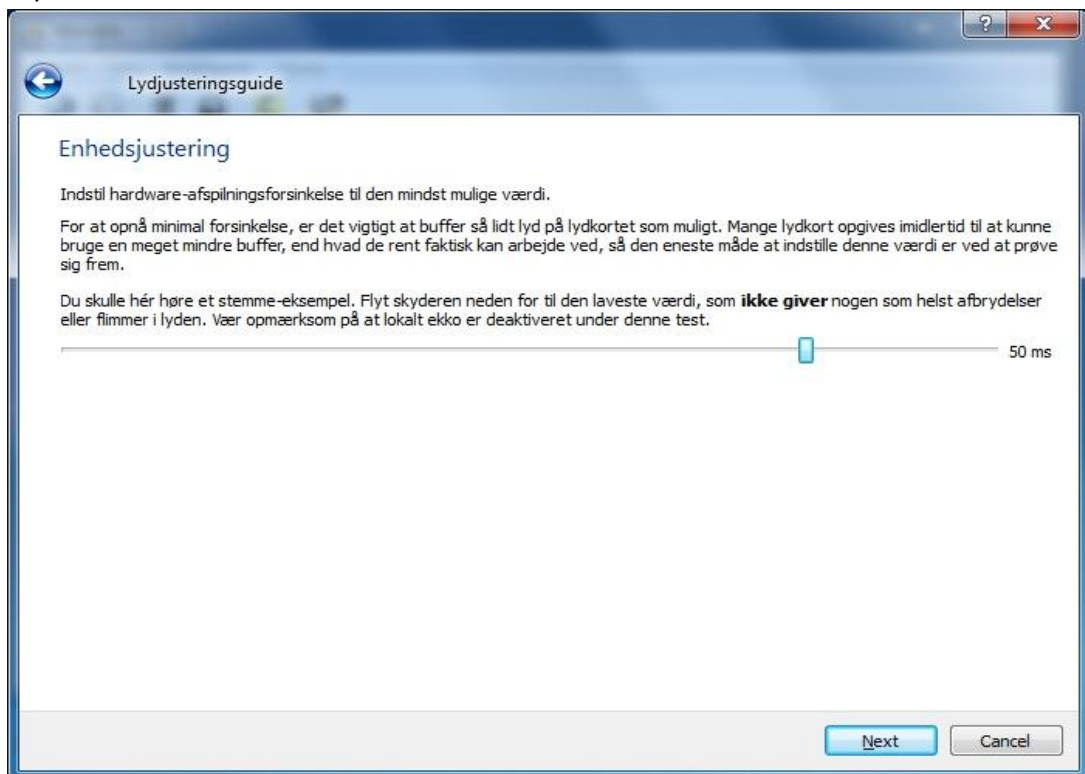 Lydjusteringsguide
Enhedsjustering
Indstil hardware-afspilningsforsinkelse til den mindst mulige værdi.
For at opnå minimal forsinkelse, er det vigtigt at buffer så lidt lyd på lydkortet som muligt. Mange lydkort opgives imidlertid til at kunne
bruge en meget mindre buffer, end hvad de rent faktisk kan arbejde ved, så den eneste måde at indstille denne værdi er ved at prøve
sig frem.
Du skulle hér høre et stemme-eksempel. Flyt skyderen neden for til den laveste værdi, som ikke giver nogen som helst afbrydelser
eller flimmer i lyden. Vær opmærksom på at lokalt ekko er deaktiveret under denne test.
50 ms
Next Cancel